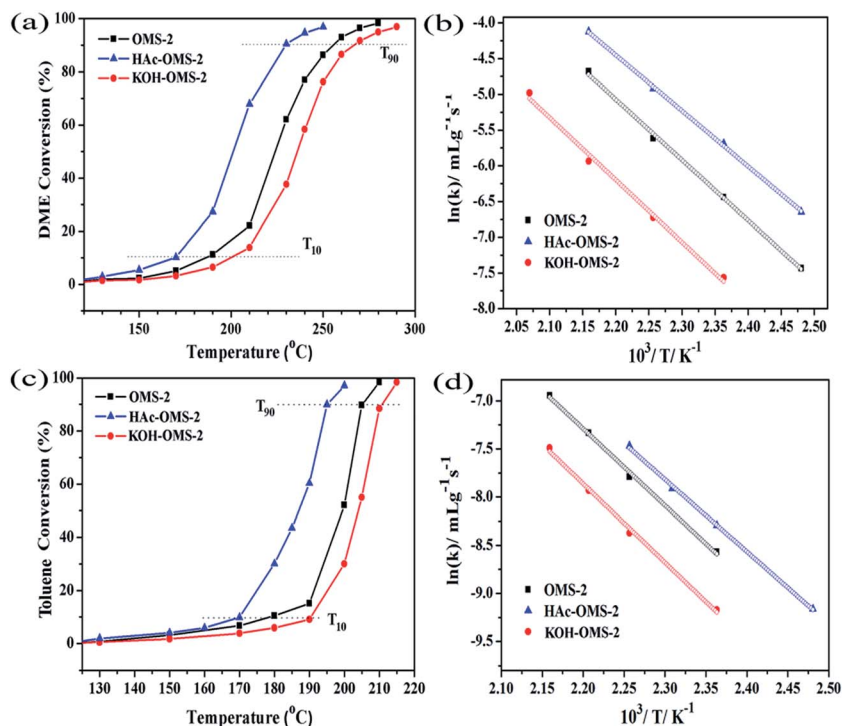 (a)
100
80
60
40
20
0
DME Conversion (%)
OMS-2
HAc-OMS-2
KOH-OMS-2
T90
T10
150 200 250 300
Temperature (⁰C)
(b)
-4.0
-4.5
-5.0
-5.5
-6.0
-6.5
-7.0
-7.5
-8.0
ln(k)/ mLg⁻¹s⁻¹
OMS-2
HAc-OMS-2
KOH-OMS-2
2.05 2.10 2.15 2.20 2.25 2.30 2.35 2.40 2.45 2.50
10³/ T/ K⁻¹
(c)
100
80
60
40
20
0
Toluene Conversion (%)
OMS-2
HAc-OMS-2
KOH-OMS-2
T90
T10
130 140 150 160 170 180 190 200 210 220
Temperature (⁰C)
(d)
-7.0
-7.5
-8.0
-8.5
-9.0
-9.5
ln(k)/ mLg⁻¹s⁻¹
OMS-2
HAc-OMS-2
KOH-OMS-2
2.10 2.15 2.20 2.25 2.30 2.35 2.40 2.45 2.50
10³/ T/ K⁻¹